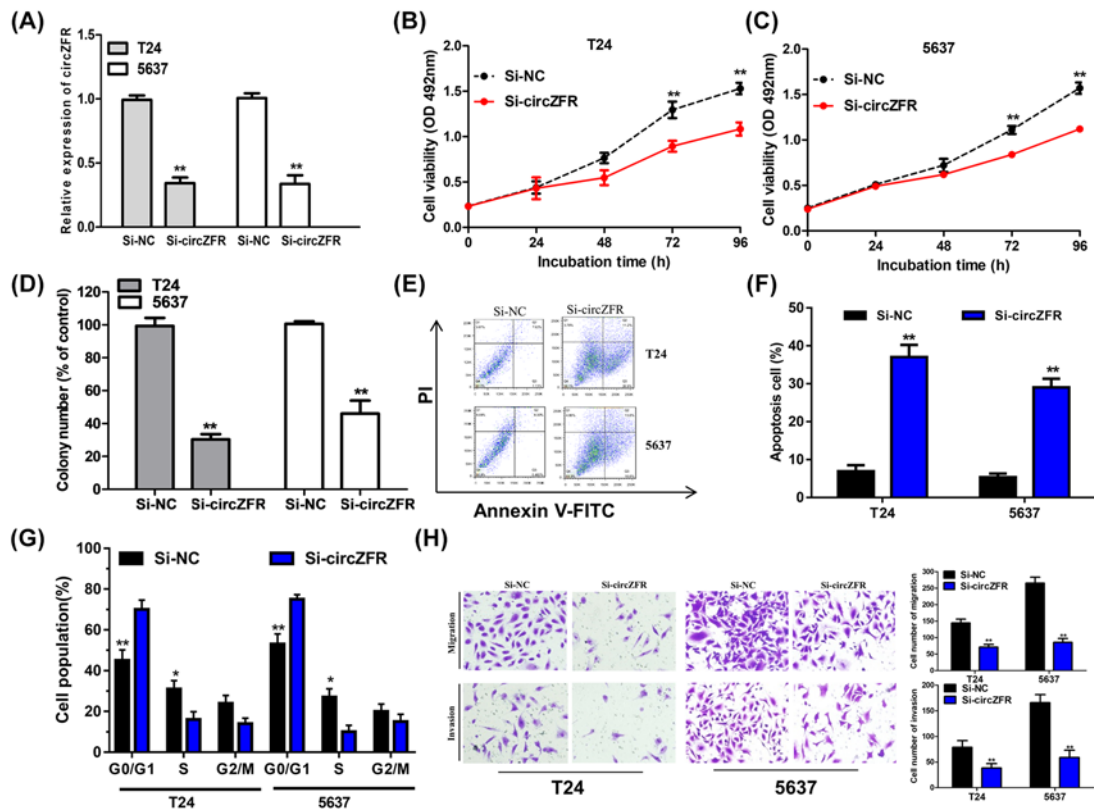 (A)
Relative expression of circZFR
1.5
1.0
0.5
0.0
T24
5637
**
**
Si-NC
Si-circZFR
Si-NC
Si-circZFR
(B)
T24
Cell viability (OD 492nm)
2.0
1.5
1.0
0.5
0.0
Si-NC
Si-circZFR
**
**
0
24
48
72
96
Incubation time (h)
(C)
5637
Cell viability (OD 492nm)
2.0
1.5
1.0
0.5
0.0
Si-NC
Si-circZFR
**
**
0
24
48
72
96
Incubation time (h)
(D)
Colony number (% of control)
120
100
80
60
40
20
0
T24
5637
**
**
Si-NC
Si-circZFR
Si-NC
Si-circZFR
(E)
Si-NC
Si-circZFR
T24
5637
PI
Annexin V-FITC
(F)
Apoptosis cell (%)
50
40
30
20
10
0
Si-NC
Si-circZFR
**
**
T24
5637
(G)
Cell population(%)
100
80
60
40
20
0
Si-NC
Si-circZFR
**
*
**
*
G0/G1
S
G2/M
G0/G1
S
G2/M
T24
5637
(H)
Si-NC
Si-circZFR
Si-NC
Si-circZFR
Migration
Invasion
T24
5637
Cell number of migration
300
250
200
150
100
50
0
Si-NC
Si-circZFR
**
**
T24
5637
Cell number of invasion
200
150
100
50
0
Si-NC
Si-circZFR
**
**
T24
5637